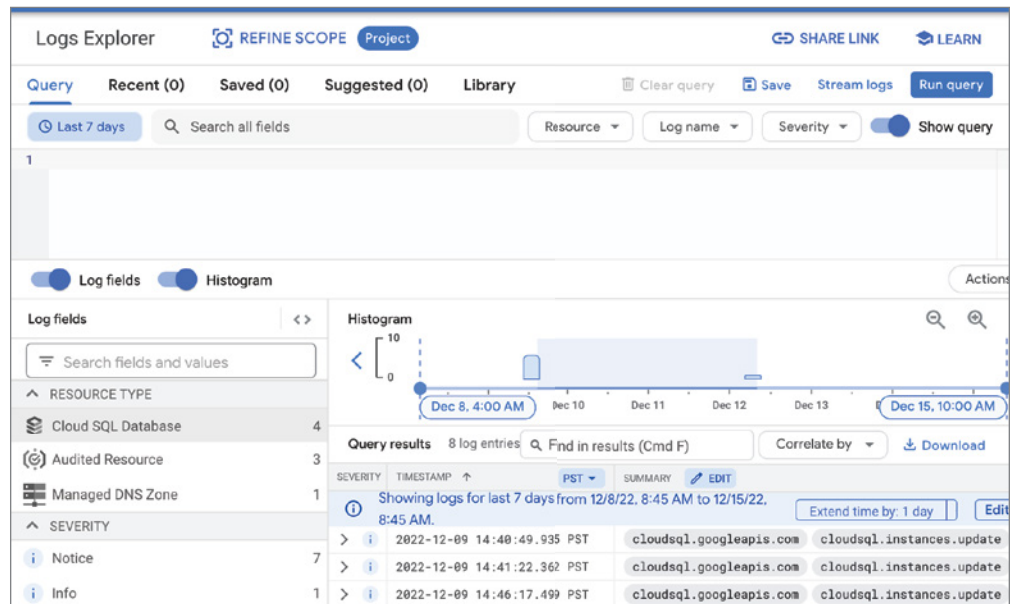 Logs Explorer REFINE SCOPE Project SHARE LINK LEARN
Query Recent (0) Saved (0) Suggested (0) Library Clear query Save Stream logs Run query
Last 7 days Search all fields Resource Log name Severity Show query
1
Log fields Histogram Actions
Log fields
Search fields and values
RESOURCE TYPE
Cloud SQL Database 4
Audited Resource 3
Managed DNS Zone 1
SEVERITY
Notice 7
Info 1
Histogram
10
0
Dec 8, 4:00 AM Dec 10 Dec 11 Dec 12 Dec 13 Dec 15, 10:00 AM
Query results 8 log entries Fnd in results (Cmd F) Correlate by Download
SEVERITY TIMESTAMP PST SUMMARY EDIT
Showing logs for last 7 days from 12/8/22, 8:45 AM to 12/15/22,
8:45 AM. Extend time by: 1 day Edit
2022-12-09 14:40:49.935 PST cloudsql.googleapis.com cloudsql.instances.update
2022-12-09 14:41:22.362 PST cloudsql.googleapis.com cloudsql.instances.update
2022-12-09 14:46:17.499 PST cloudsql.googleapis.com cloudsql.instances.update